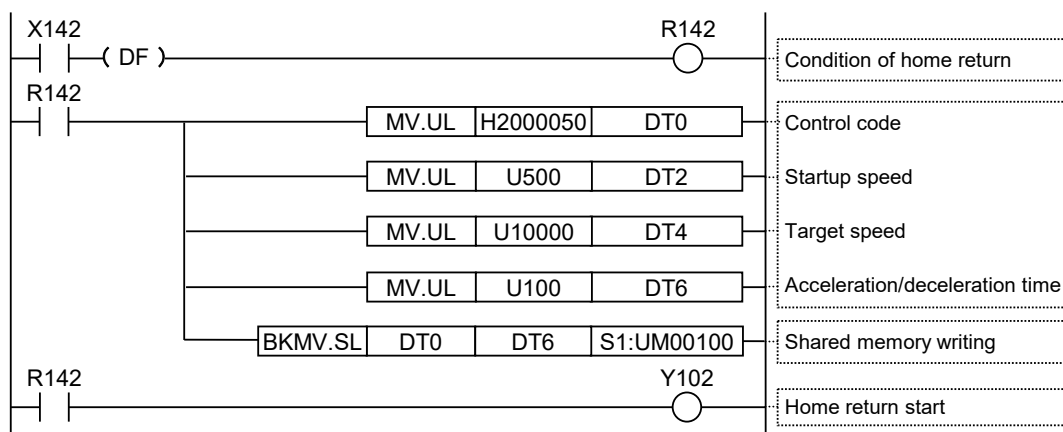 X142 ( DF ) R142 Condition of home return
R142
MV.UL H2000050 DT0 Control code
MV.UL U500 DT2 Startup speed
MV.UL U10000 DT4 Target speed
MV.UL U100 DT6 Acceleration/deceleration time
BKMV.SL DT0 DT6 S1:UM00100 Shared memory writing
R142 Y102
Home return start